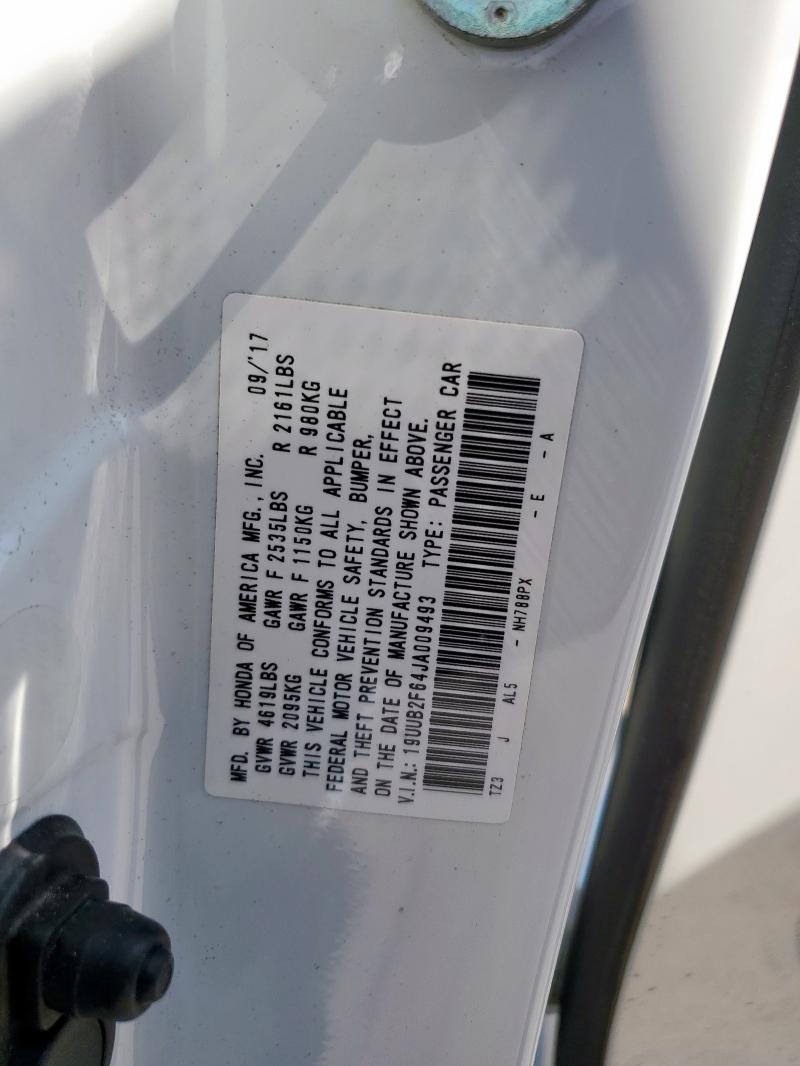 MFD. BY HONDA OF AMERICA MFG., INC. 09/'17
GVWR 4619LBS GAWR F 2535LBS R 2161LBS
GVWR 2095KG GAWR F 1150KG R 980KG
THIS VEHICLE CONFORMS TO ALL APPLICABLE
FEDERAL MOTOR VEHICLE SAFETY, BUMPER,
AND THEFT PREVENTION STANDARDS IN EFFECT
ON THE DATE OF MANUFACTURE SHOWN ABOVE.
V.I.N.: 19UUB2F64JA009493 TYPE: PASSENGER CAR
TZ3 J AL5 - NH788PX - E - A